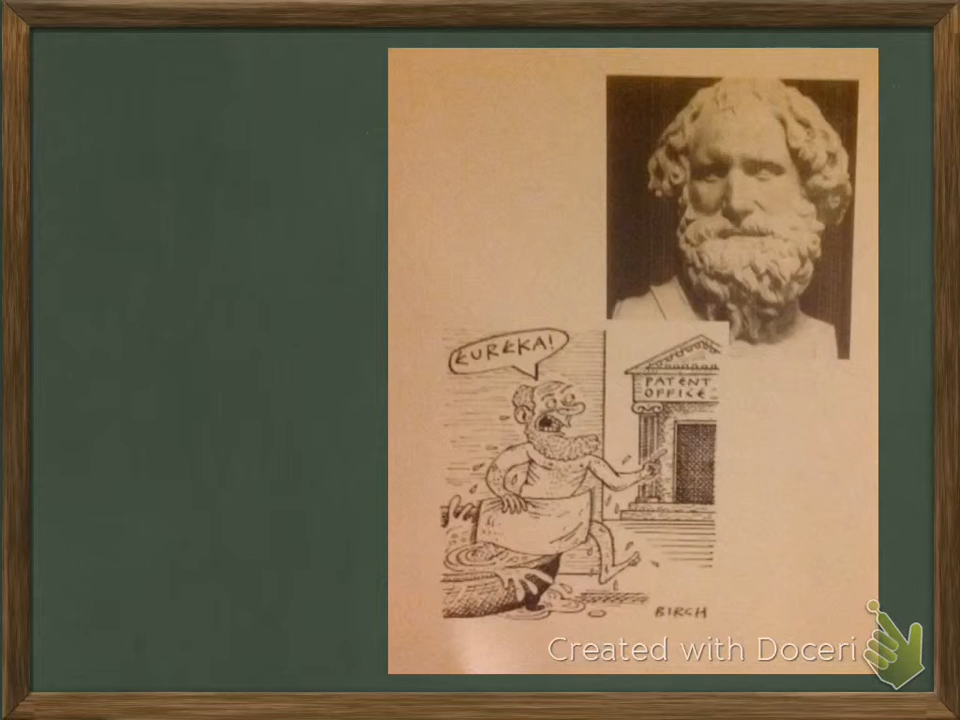 EUREKA!
PATENT
OFFICE
BIRCH
Created with Doceri